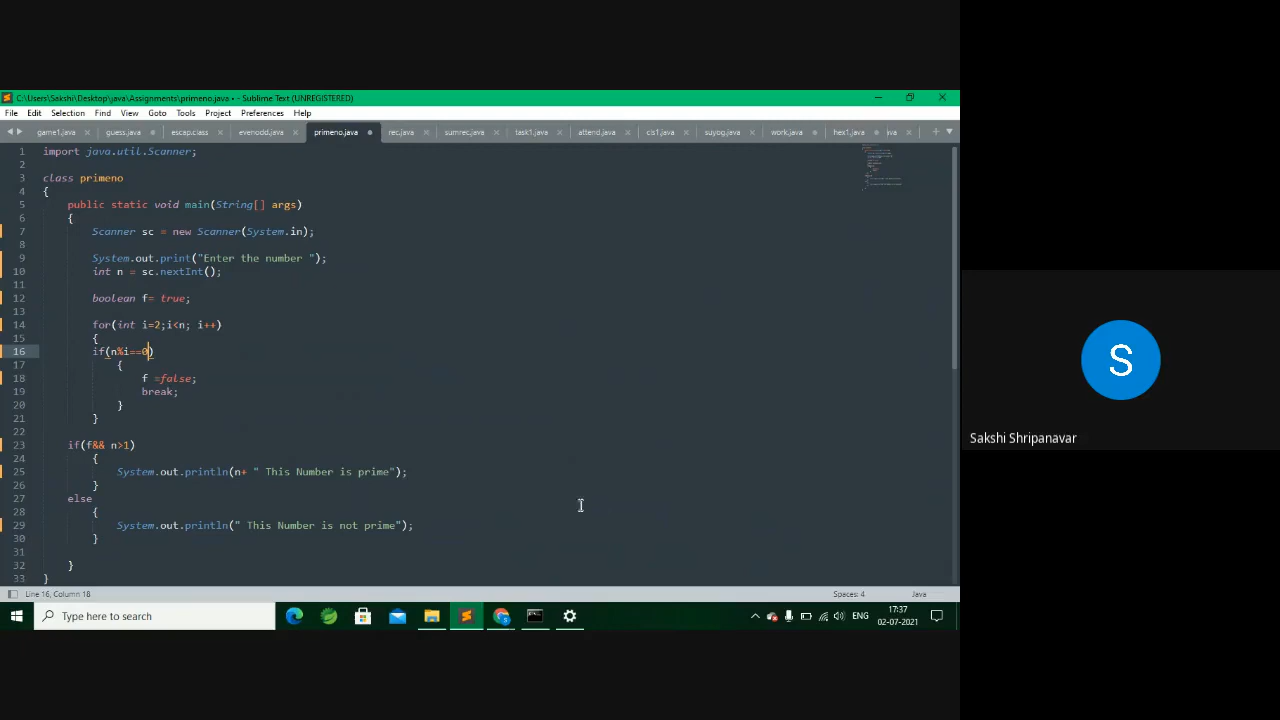 C:\Users\Sakshi\Desktop\java\Assignments\primeno.java • - Sublime Text (UNREGISTERED)
File Edit Selection Find View Goto Tools Project Preferences Help
game1.java guess.java escap.class evenodd.java primeno.java rec.java sumrec.java task1.java attend.java cls1.java suyog.java work.java hex1.java ava
1 import java.util.Scanner;
2
3 class primeno
4 {
5 public static void main(String[] args)
6 {
7 Scanner sc = new Scanner(System.in);
8
9 System.out.print("Enter the number ");
10 int n = sc.nextInt();
11
12 boolean f= true;
13
14 for(int i=2;i<n; i++)
15 {
16 if(n%i==0)
17 {
18 f =false;
19 break;
20 }
21 }
22
23 if(f&& n>1)
24 {
25 System.out.println(n+ " This Number is prime");
26 }
27 else
28 {
29 System.out.println(" This Number is not prime");
30 }
31
32 }
33 }
Line 16, Column 18 Spaces: 4 Java
Type here to search
ENG
17:37
02-07-2021
S
Sakshi Shripanavar